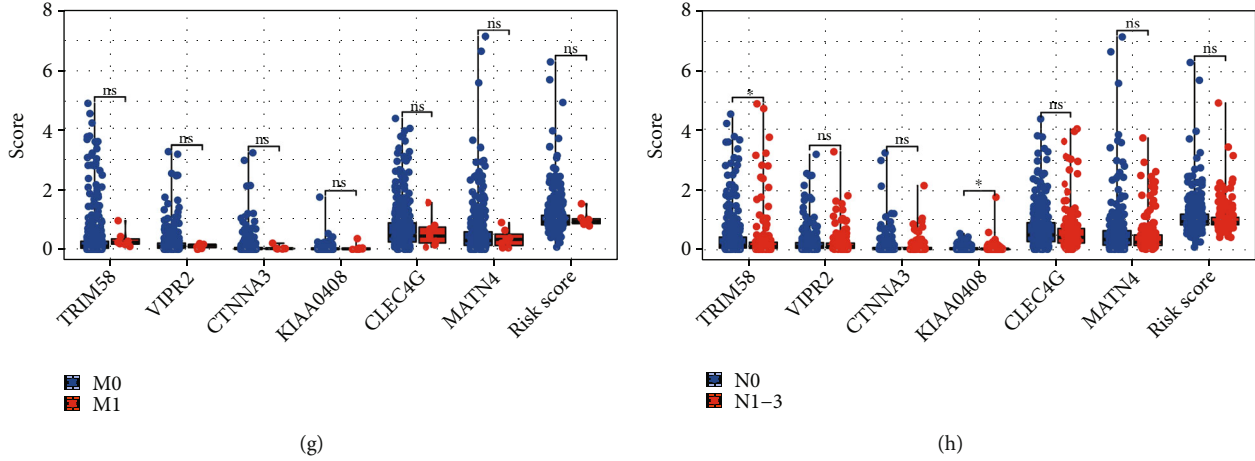 8
6
4
2
0
Score
ns
ns
ns
ns
ns
ns
ns
TRIM58
VIPR2
CTNNA3
KIAA0408
CLEC4G
MATN4
Risk score
M0
M1
(g)
8
6
4
2
0
Score
*
ns
ns
*
ns
ns
ns
TRIM58
VIPR2
CTNNA3
KIAA0408
CLEC4G
MATN4
Risk score
N0
N1–3
(h)